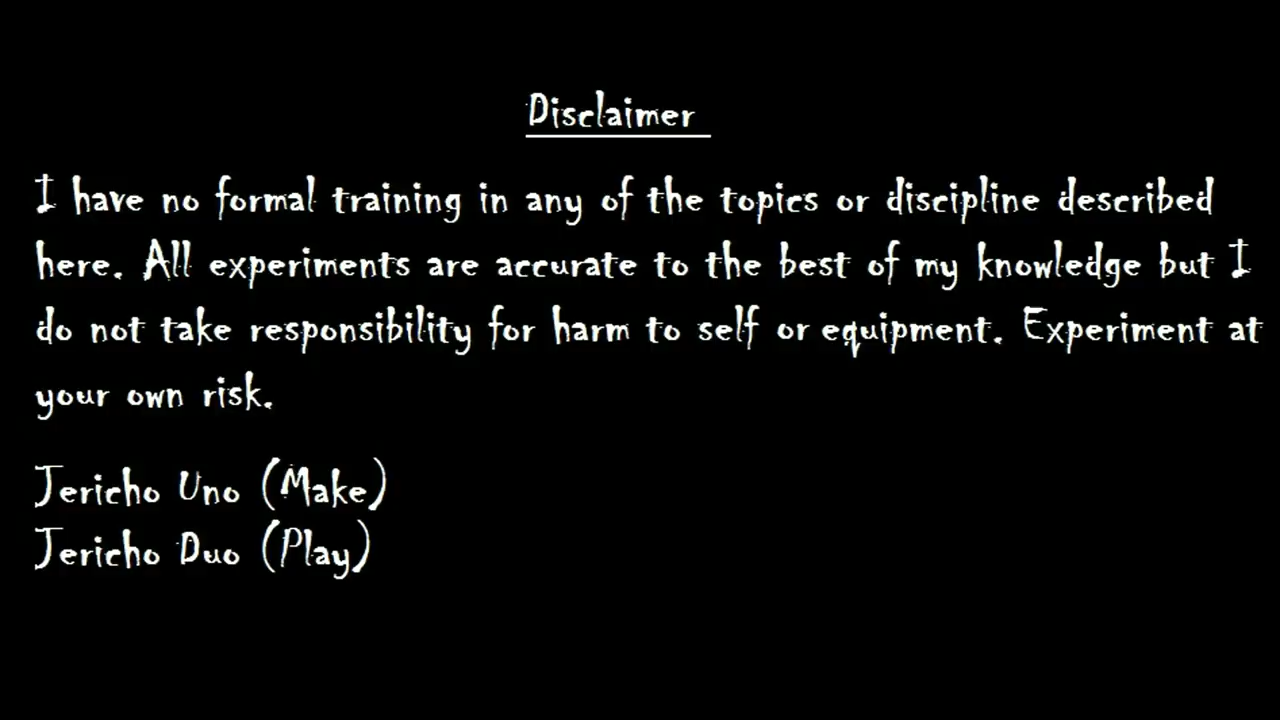 Disclaimer
I have no formal training in any of the topics or discipline described
here. All experiments are accurate to the best of my knowledge but I
do not take responsibility for harm to self or equipment. Experiment at
your own risk.
Jericho Uno (Make)
Jericho Duo (Play)